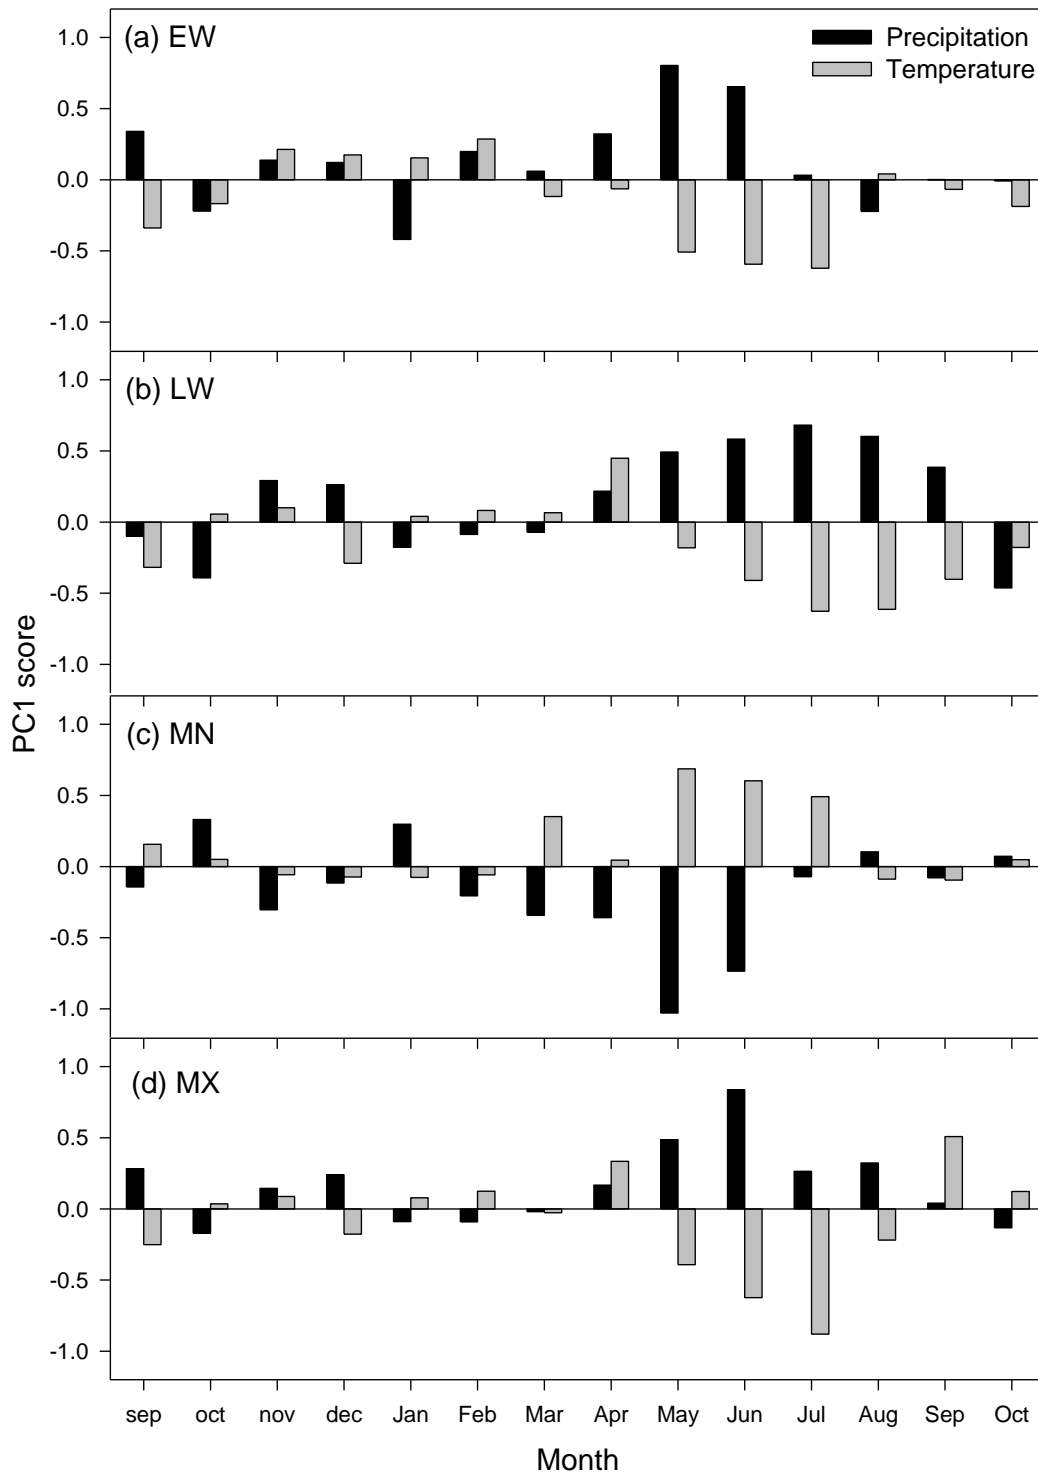 (a) EW
Precipitation
Temperature
1.0
0.5
0.0
-0.5
-1.0
(b) LW
1.0
0.5
0.0
-0.5
-1.0
PC1 score
(c) MN
1.0
0.5
0.0
-0.5
-1.0
(d) MX
1.0
0.5
0.0
-0.5
-1.0
sep oct nov dec Jan Feb Mar Apr May Jun Jul Aug Sep Oct
Month